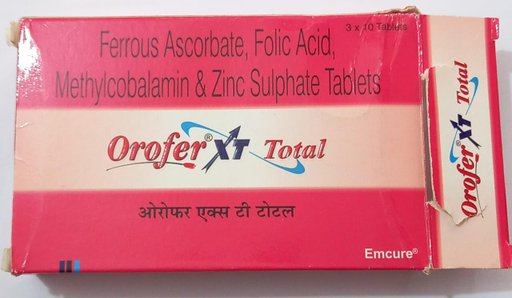 3 x 10 Tablets
Ferrous Ascorbate, Folic Acid,
Methylcobalamin & Zinc Sulphate Tablets
Orofer® XT Total
ओरोफर एक्स टी टोटल
Emcure®
Orofer XT Total